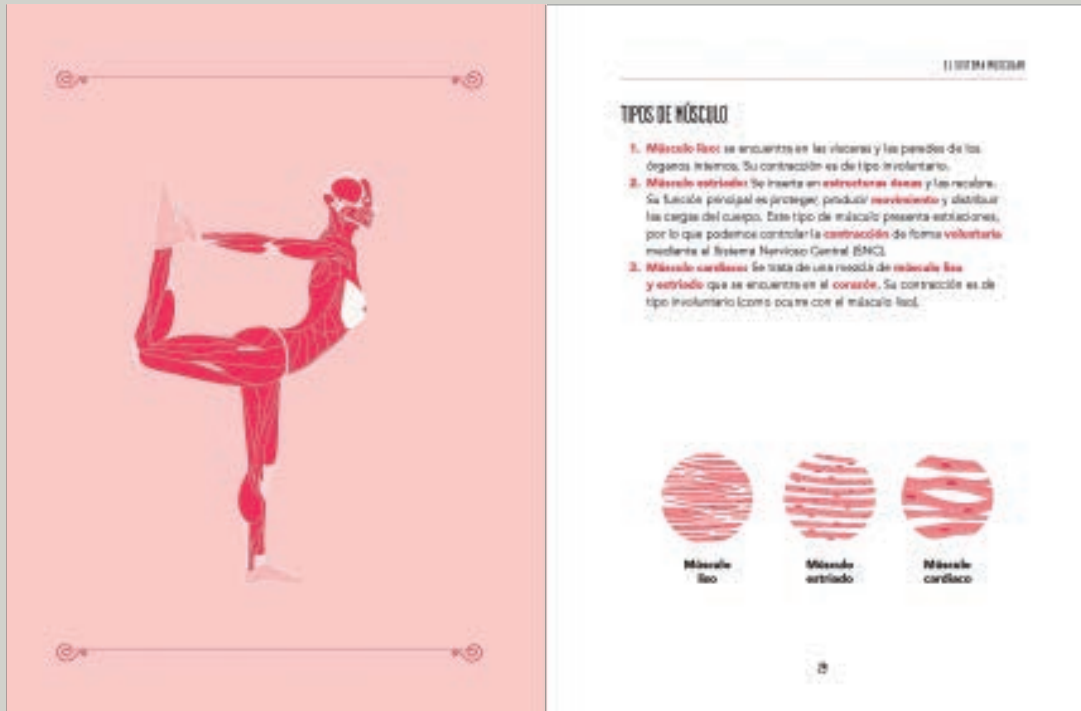 EL SISTEMA MUSCULAR
TIPOS DE MÚSCULO
1. Músculo liso: se encuentra en las vísceras y las paredes de los
órganos internos. Su contracción es de tipo involuntario.
2. Músculo estriado: Se inserta en estructuras óseas y las recubre.
Su función principal es proteger, producir movimiento y distribuir
las cargas del cuerpo. Este tipo de músculo presenta estriaciones,
por lo que podemos controlar la contracción de forma voluntaria
mediante el Sistema Nervioso Central (SNC).
3. Músculo cardíaco: Se trata de una mezcla de músculo liso
y estriado que se encuentra en el corazón. Su contracción es de
tipo involuntario (como ocurre con el músculo liso).
Músculo
liso
Músculo
estriado
Músculo
cardíaco